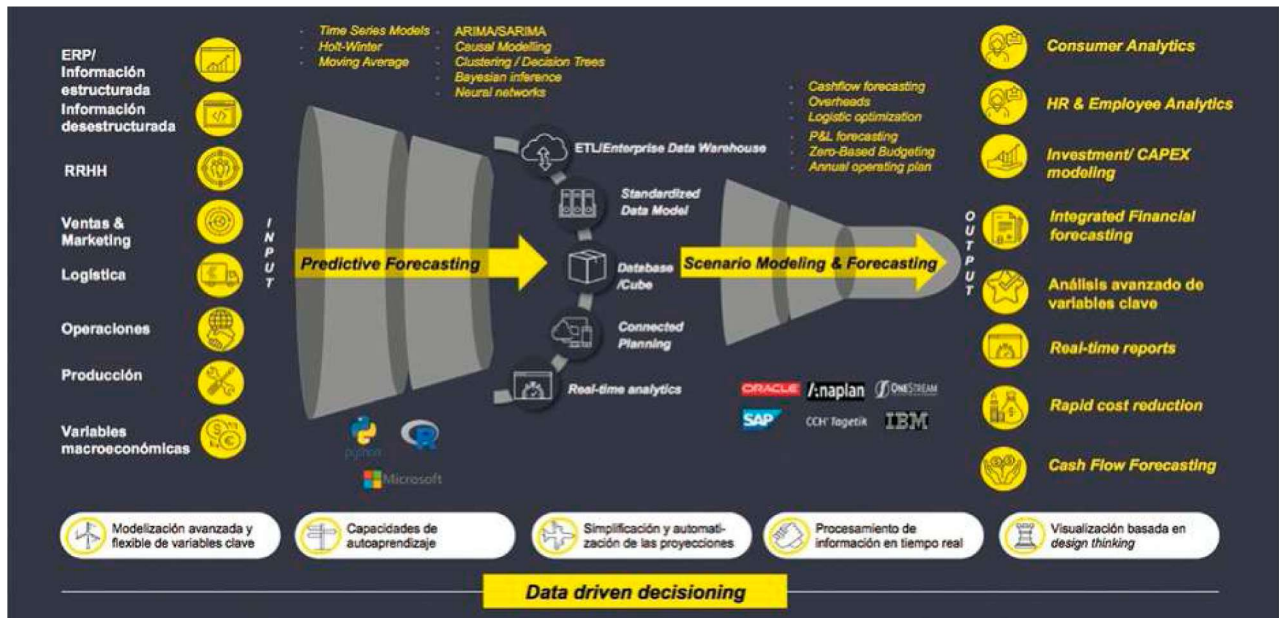 ERP/
Información
estructurada
Información
desestructurada
RRHH
Ventas &
Marketing
Logística
Operaciones
Producción
Variables
macroeconómicas
INPUT
- Time Series Models
- Holt-Winter
- Moving Average
- ARIMA/SARIMA
- Causal Modelling
- Clustering / Decision Trees
- Bayesian inference
- Neural networks
Predictive Forecasting
python
R
Microsoft
ETL/Enterprise Data Warehouse
Standardized
Data Model
Database
/Cube
Connected
Planning
Real-time analytics
- Cashflow forecasting
- Overheads
- Logistic optimization
- P&L forecasting
- Zero-Based Budgeting
- Annual operating plan
Scenario Modeling & Forecasting
ORACLE
/:naplan
ONESTREAM
SAP
CCH® Tagetik
IBM
OUTPUT
Consumer Analytics
HR & Employee Analytics
Investment/ CAPEX
modeling
Integrated Financial
forecasting
Análisis avanzado de
variables clave
Real-time reports
Rapid cost reduction
Cash Flow Forecasting
Modelización avanzada y
flexible de variables clave
Capacidades de
autoaprendizaje
Simplificación y automati-
zación de las proyecciones
Procesamiento de
información en tiempo real
Visualización basada en
design thinking
Data driven decisioning